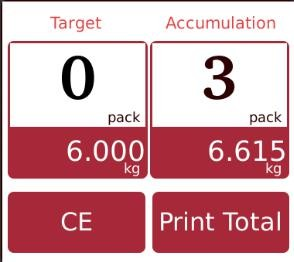 Target Accumulation
0 3
pack pack
6.000 6.615
kg kg
CE Print Total